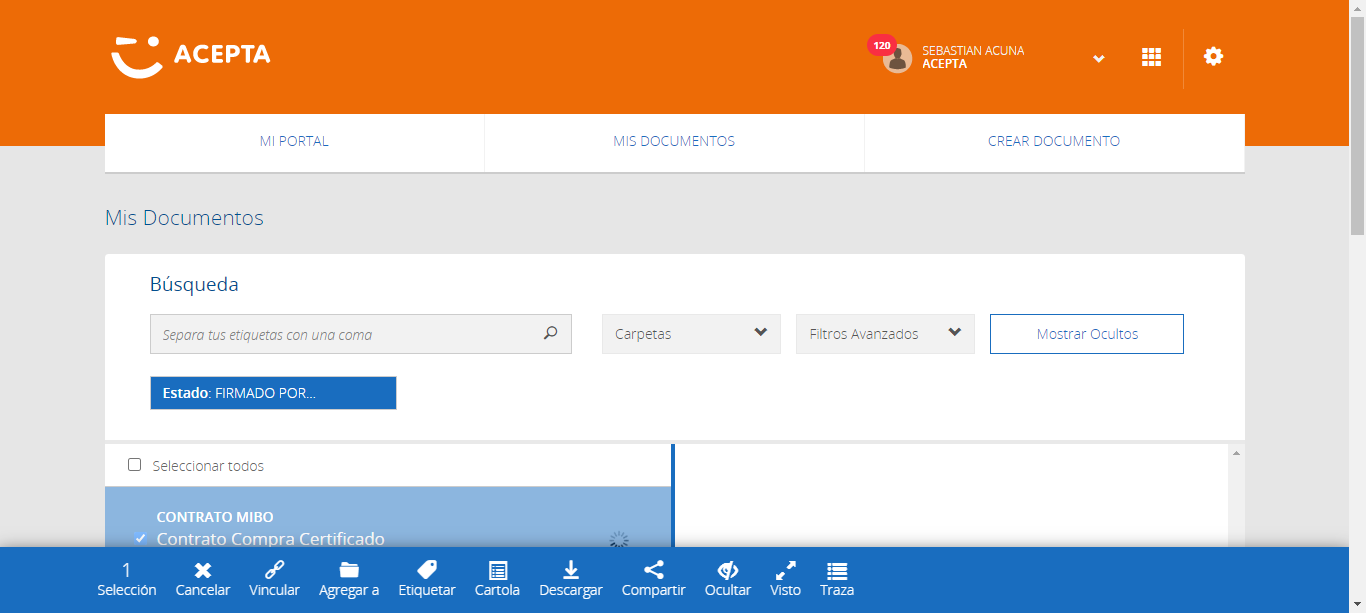 ACEPTA
120
SEBASTIAN ACUNA
ACEPTA
MI PORTAL
MIS DOCUMENTOS
CREAR DOCUMENTO
Mis Documentos
Búsqueda
Separa tus etiquetas con una coma
Carpetas
Filtros Avanzados
Mostrar Ocultos
Estado: FIRMADO POR...
Seleccionar todos
CONTRATO MIBO
Contrato Compra Certificado
1
Selección
Cancelar
Vincular
Agregar a
Etiquetar
Cartola
Descargar
Compartir
Ocultar
Visto
Traza